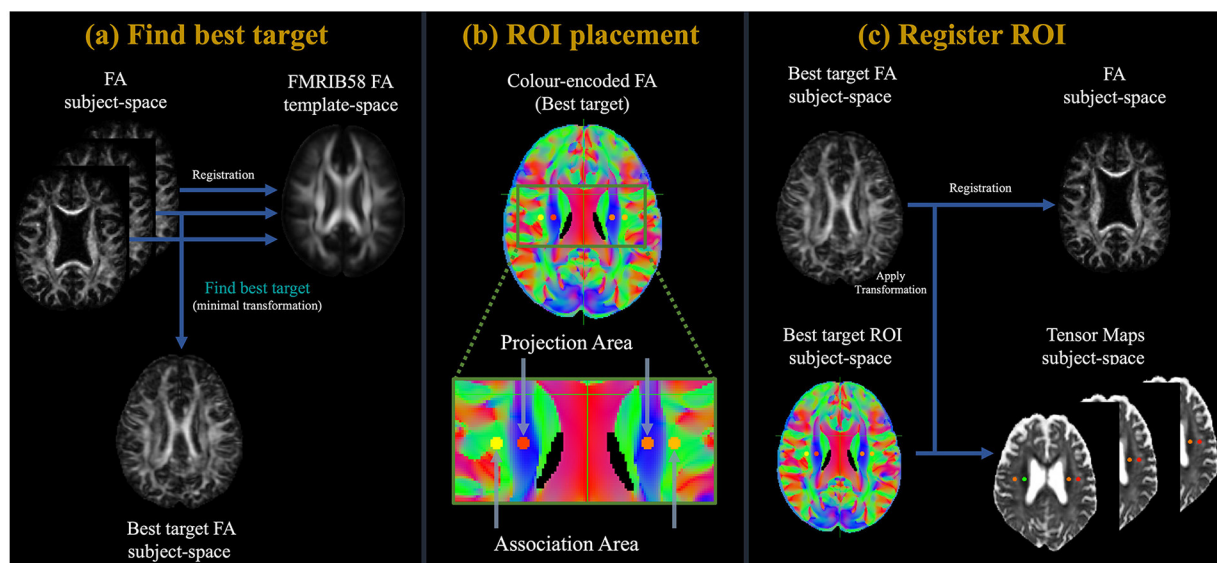 (a) Find best target
FA
subject-space
FMRIB58 FA
template-space
Registration
Find best target
(minimal transformation)
Best target FA
subject-space
(b) ROI placement
Colour-encoded FA
(Best target)
Projection Area
Association Area
(c) Register ROI
Best target FA
subject-space
FA
subject-space
Registration
Apply
Transformation
Best target ROI
subject-space
Tensor Maps
subject-space